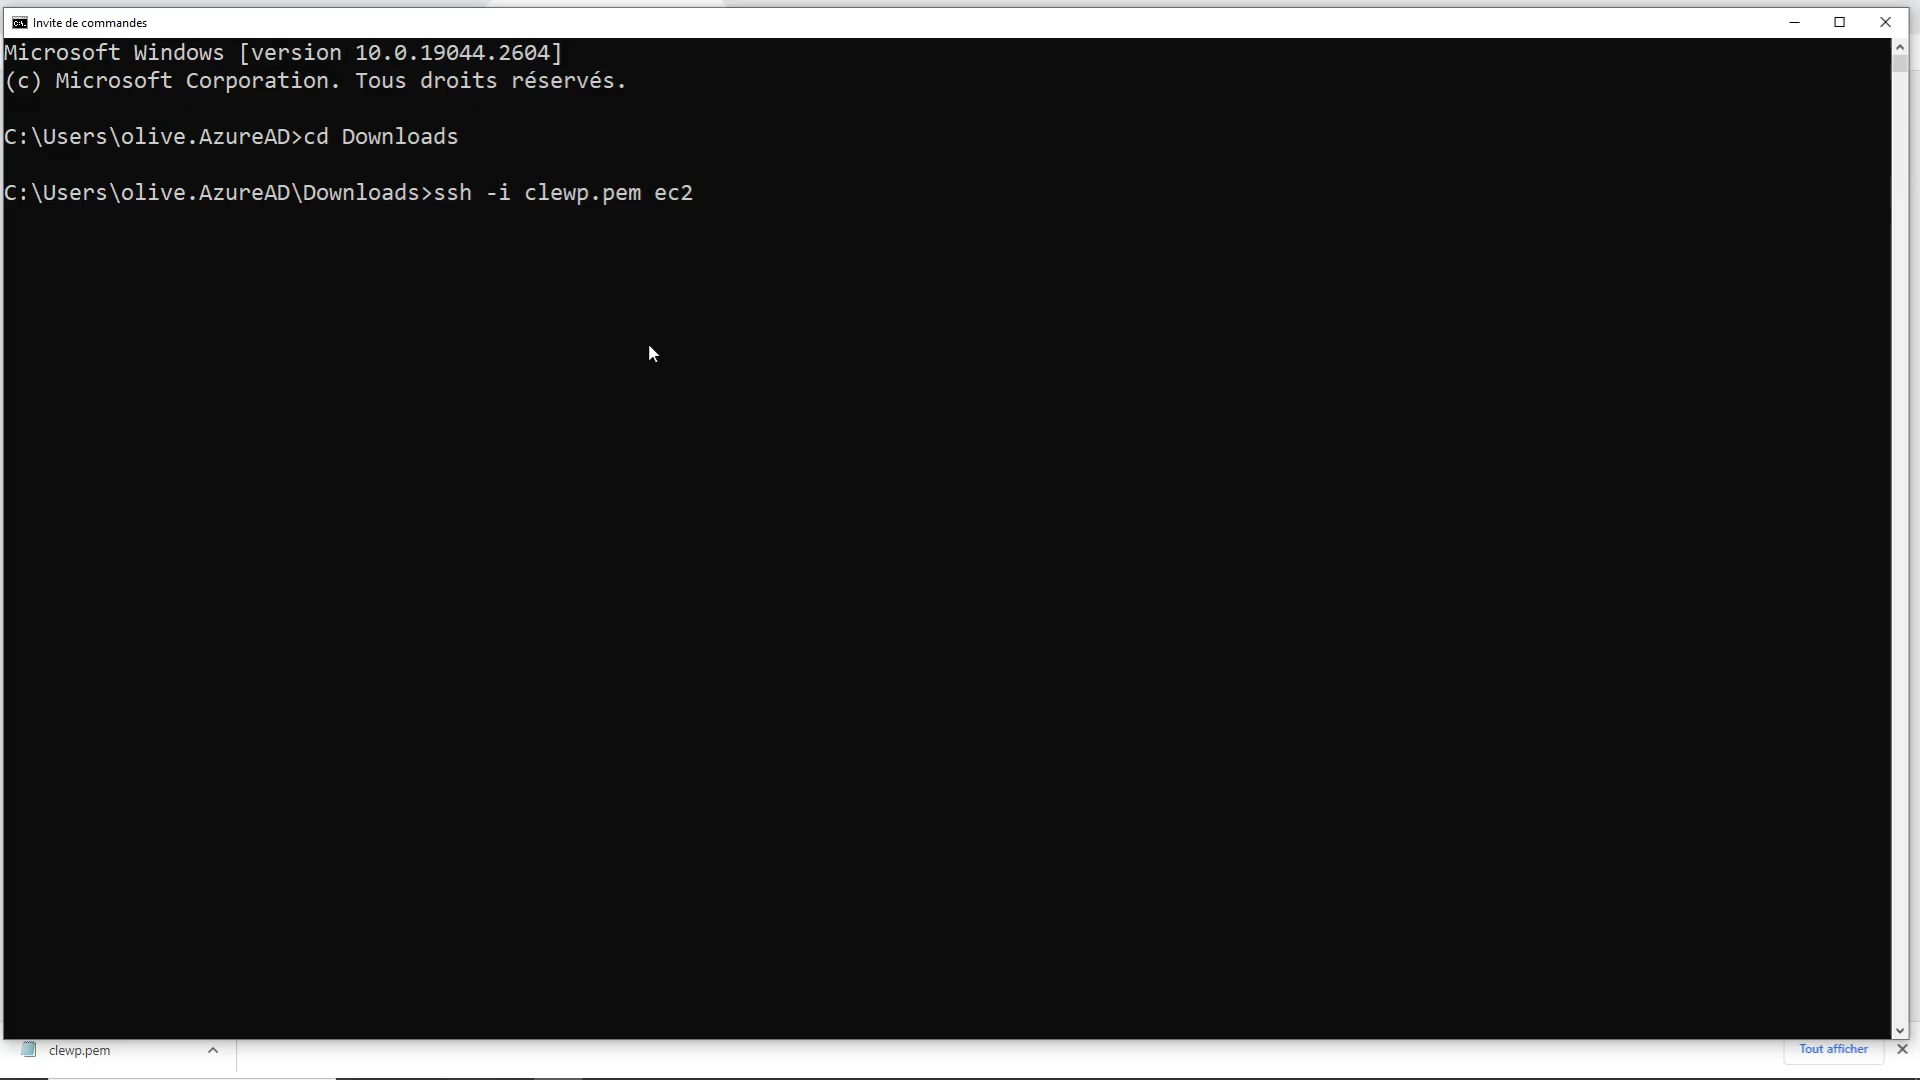 Invite de commandes
Microsoft Windows [version 10.0.19044.2604]
(c) Microsoft Corporation. Tous droits réservés.
C:\Users\olive.AzureAD>cd Downloads
C:\Users\olive.AzureAD\Downloads>ssh -i clewp.pem ec2
clewp.pem
Tout afficher